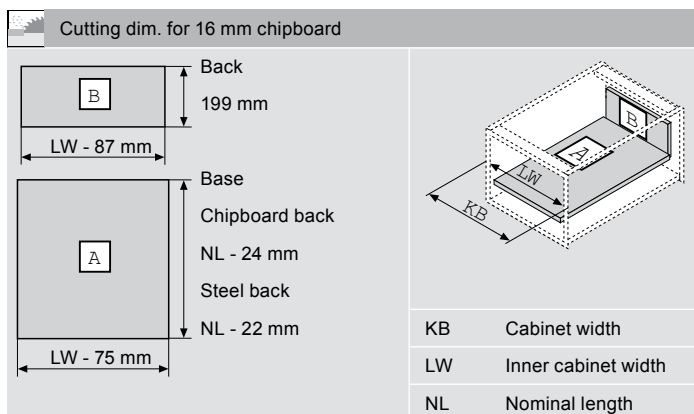 Cutting dim. for 16 mm chipboard
Back
B
199 mm
LW - 87 mm
Base
Chipboard back
A
NL - 24 mm
Steel back
NL - 22 mm
LW - 75 mm
B
A
LW
KB
KB Cabinet width
LW Inner cabinet width
NL Nominal length